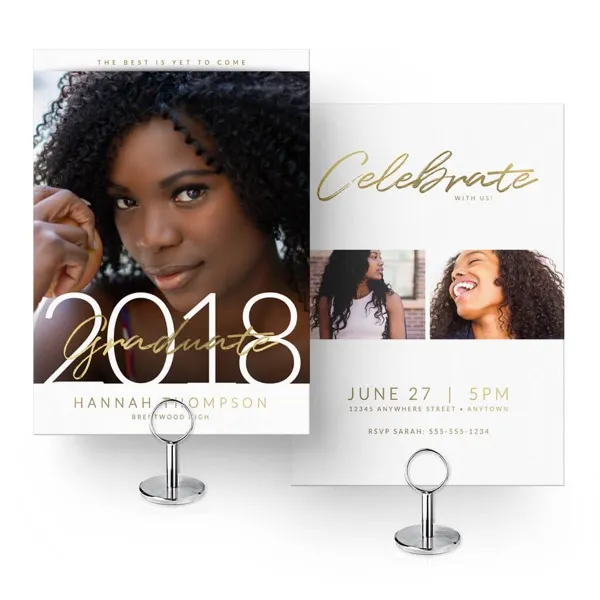 THE BEST IS YET TO COME
2018
Graduate
HANNAH THOMPSON
BRENTWOOD HIGH
Celebrate
WITH US!
JUNE 27 | 5PM
12345 ANYWHERE STREET • ANYTOWN
RSVP SARAH: 555-555-1234